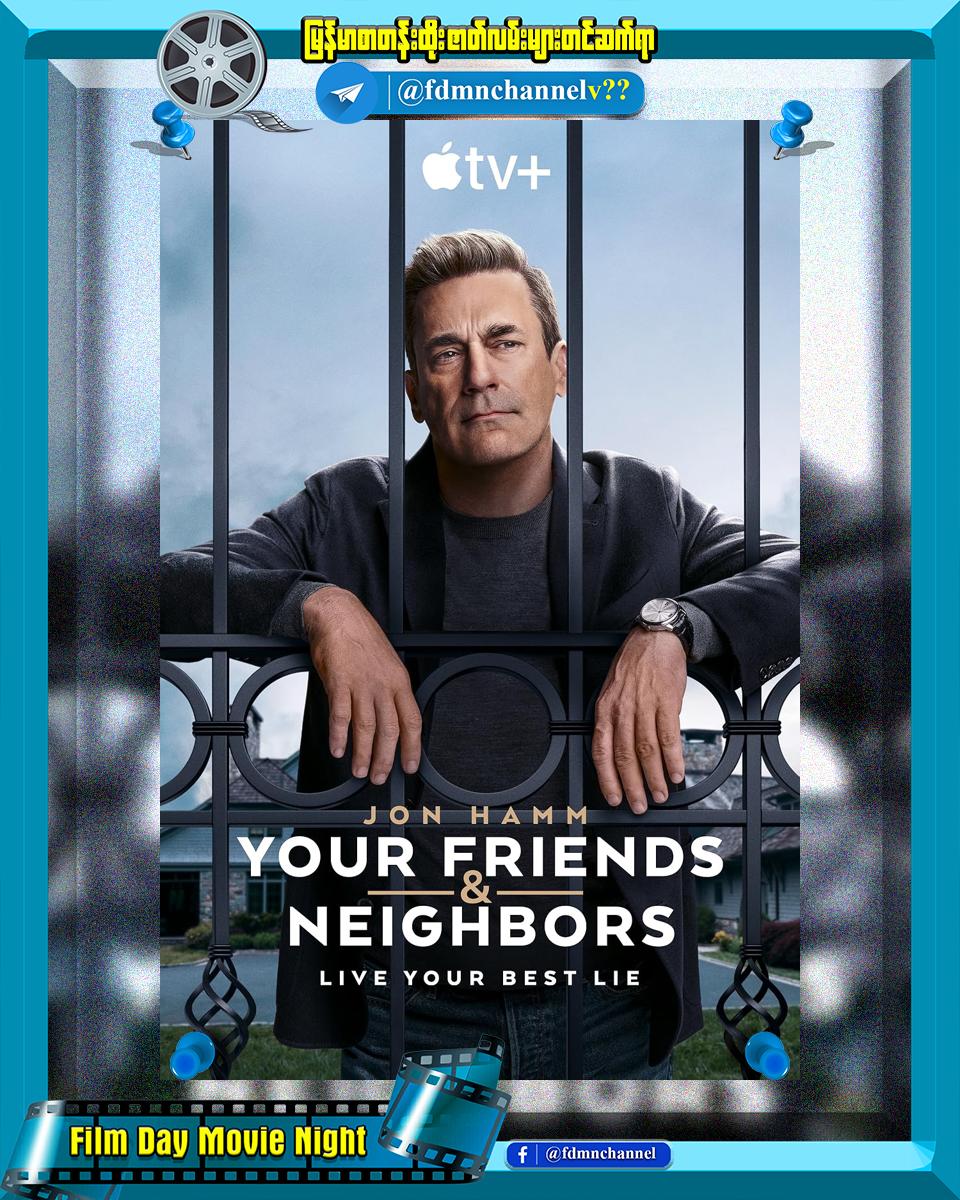 မြန်မာစာတန်းထိုးဇာတ်လမ်းများတင်ဆက်ရာ
@fdmnchannelv??
tv+
JON HAMM
YOUR FRIENDS
&
NEIGHBORS
LIVE YOUR BEST LIE
Film Day Movie Night
@fdmnchannel